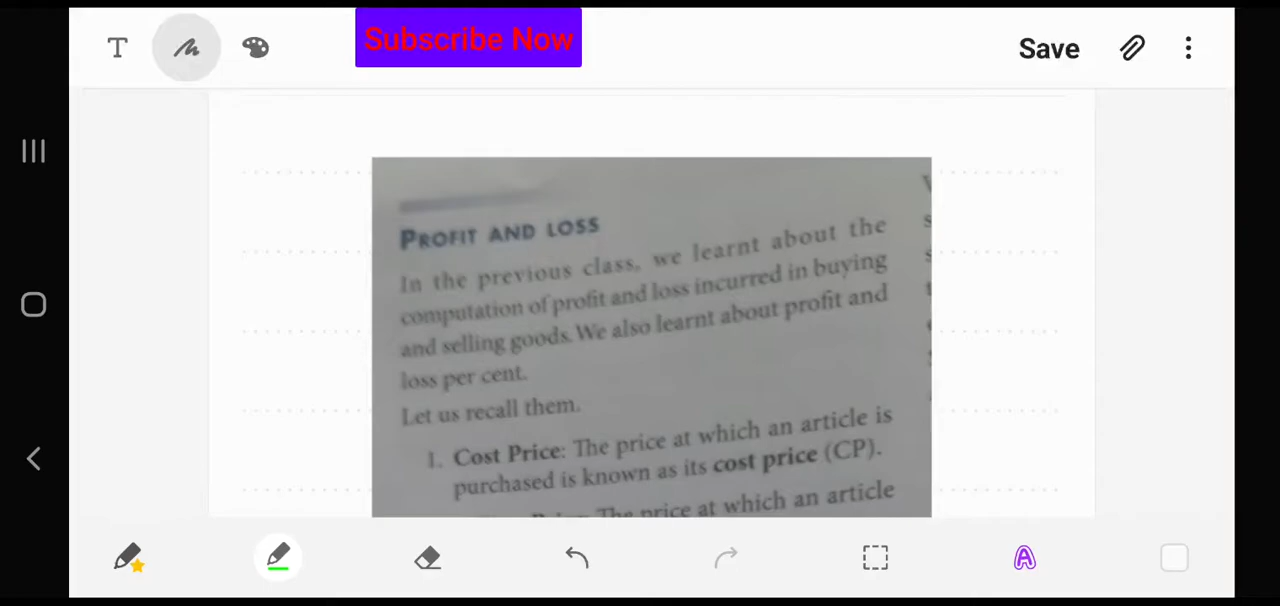 Subscribe Now
Save
PROFIT AND LOSS
In the previous class, we learnt about the
computation of profit and loss incurred in buying
and selling goods. We also learnt about profit and
loss per cent.
Let us recall them.
1. Cost Price: The price at which an article is
purchased is known as its cost price (CP).
The price at which an article